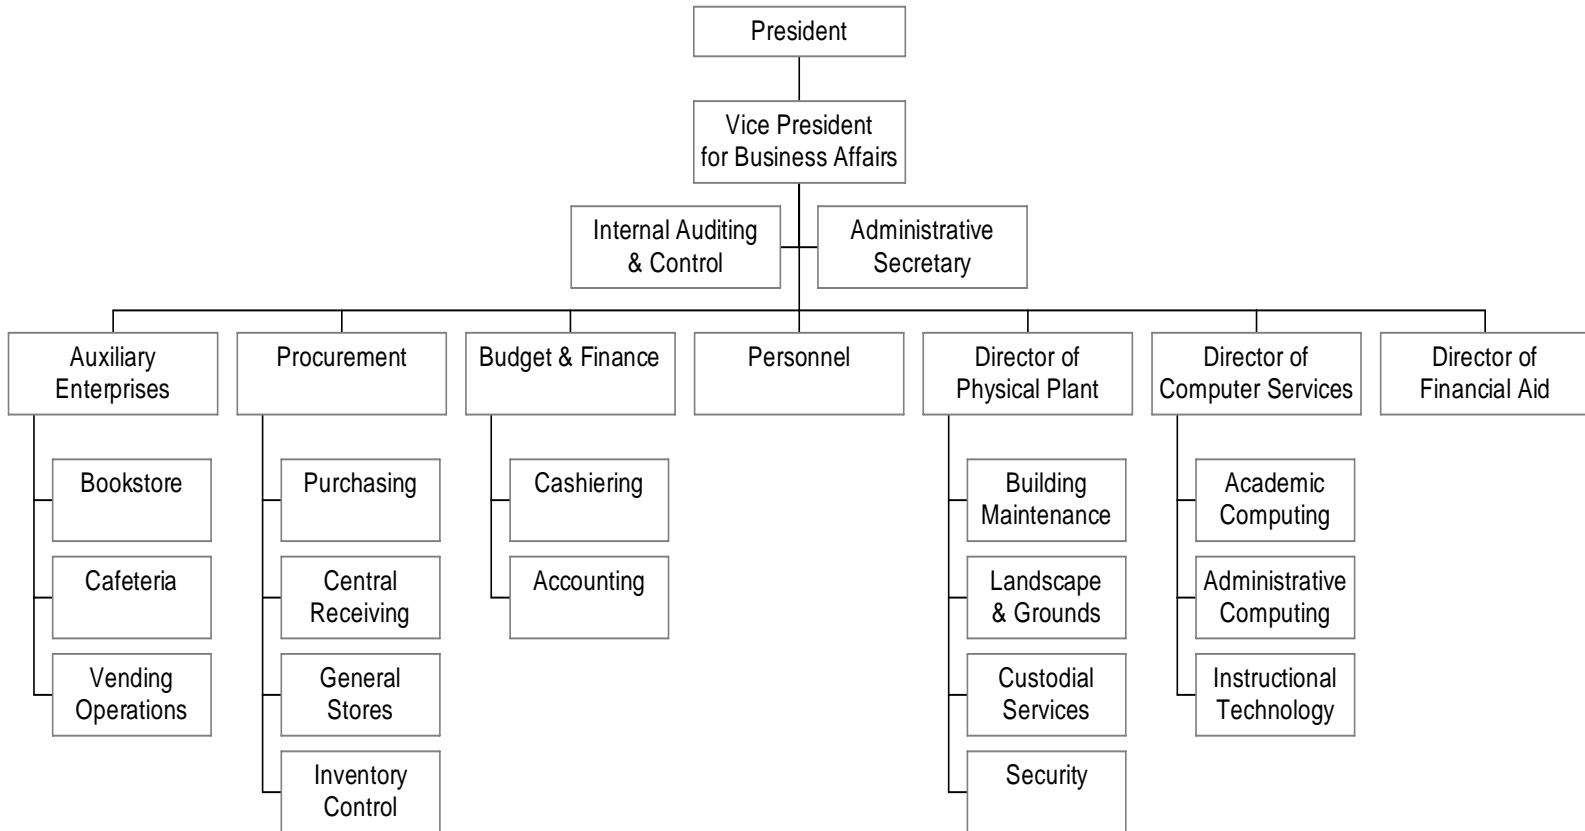 President
Vice President
for Business Affairs
Internal Auditing
& Control
Administrative
Secretary
Auxiliary
Enterprises
Procurement
Budget & Finance
Personnel
Director of
Physical Plant
Director of
Computer Services
Director of
Financial Aid
Bookstore
Cafeteria
Vending
Operations
Purchasing
Central
Receiving
General
Stores
Inventory
Control
Cashiering
Accounting
Building
Maintenance
Landscape
& Grounds
Custodial
Services
Security
Academic
Computing
Administrative
Computing
Instructional
Technology